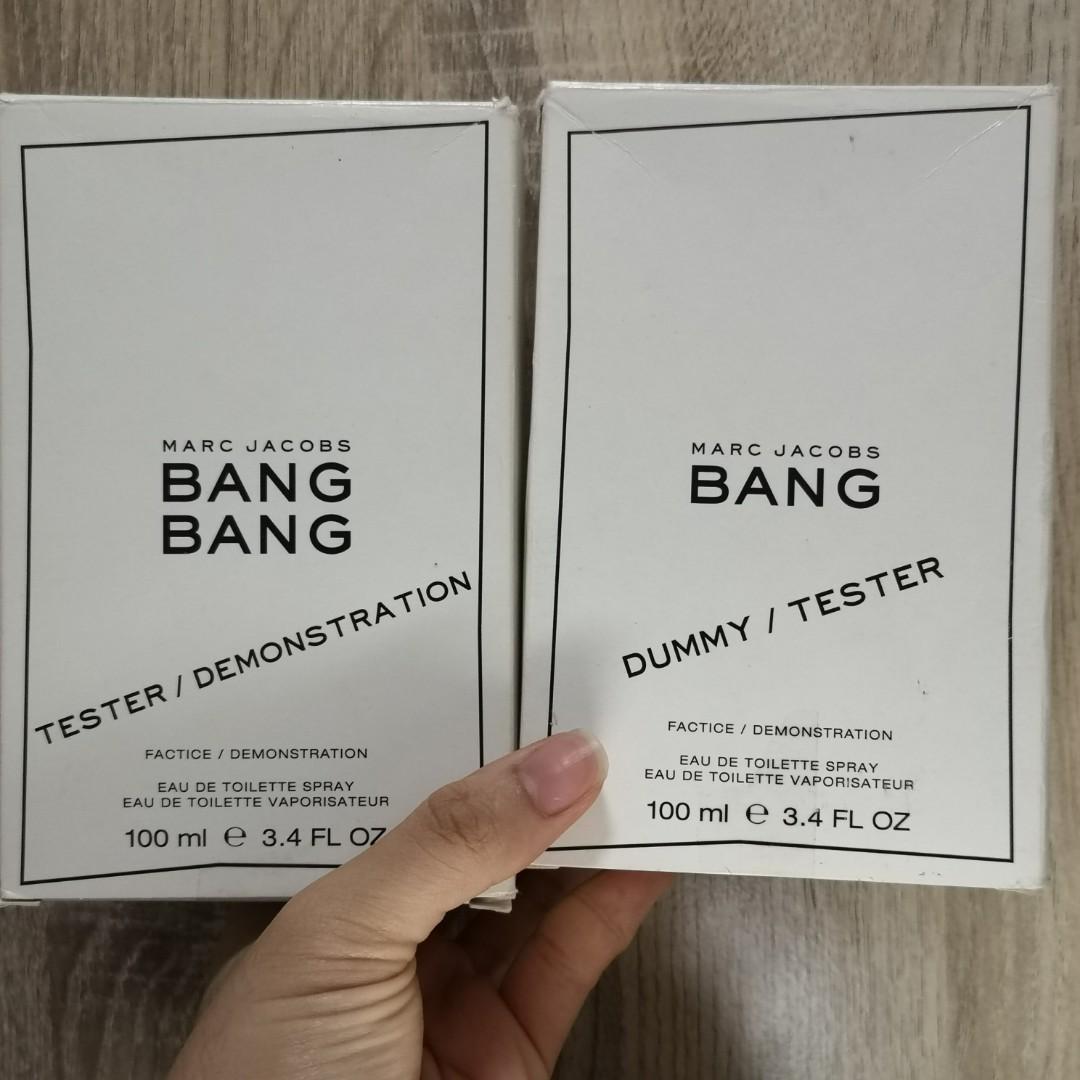 MARC JACOBS
BANG
BANG
TESTER / DEMONSTRATION
FACTICE / DEMONSTRATION
EAU DE TOILETTE SPRAY
EAU DE TOILETTE VAPORISATEUR
100 ml ℮ 3.4 FL OZ
MARC JACOBS
BANG
DUMMY / TESTER
FACTICE / DEMONSTRATION
EAU DE TOILETTE SPRAY
EAU DE TOILETTE VAPORISATEUR
100 ml ℮ 3.4 FL OZ